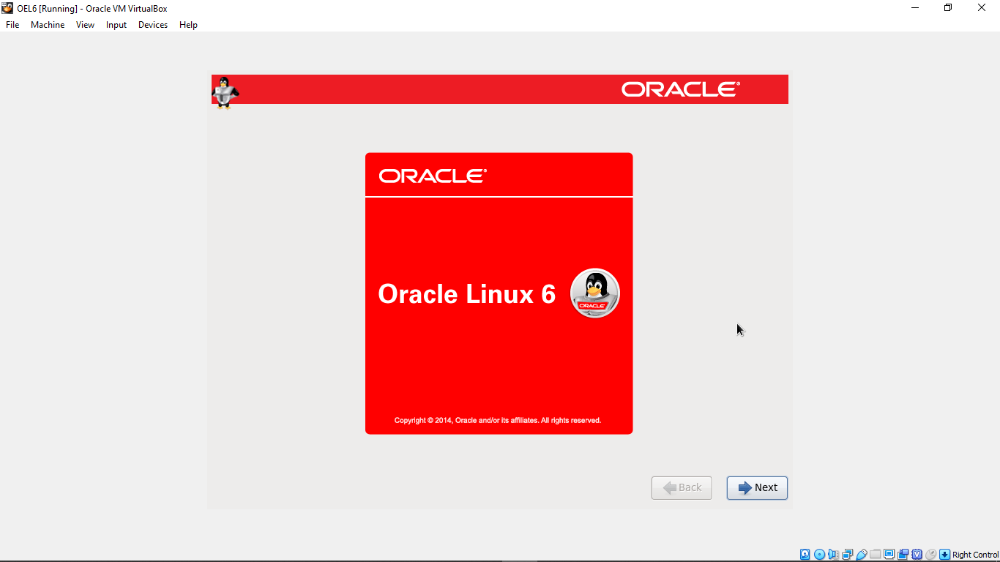 OEL6 [Running] - Oracle VM VirtualBox
File Machine View Input Devices Help
ORACLE®
ORACLE®
Oracle Linux 6
ORACLE
Copyright © 2014, Oracle and/or its affiliates. All rights reserved.
Back Next
Right Control